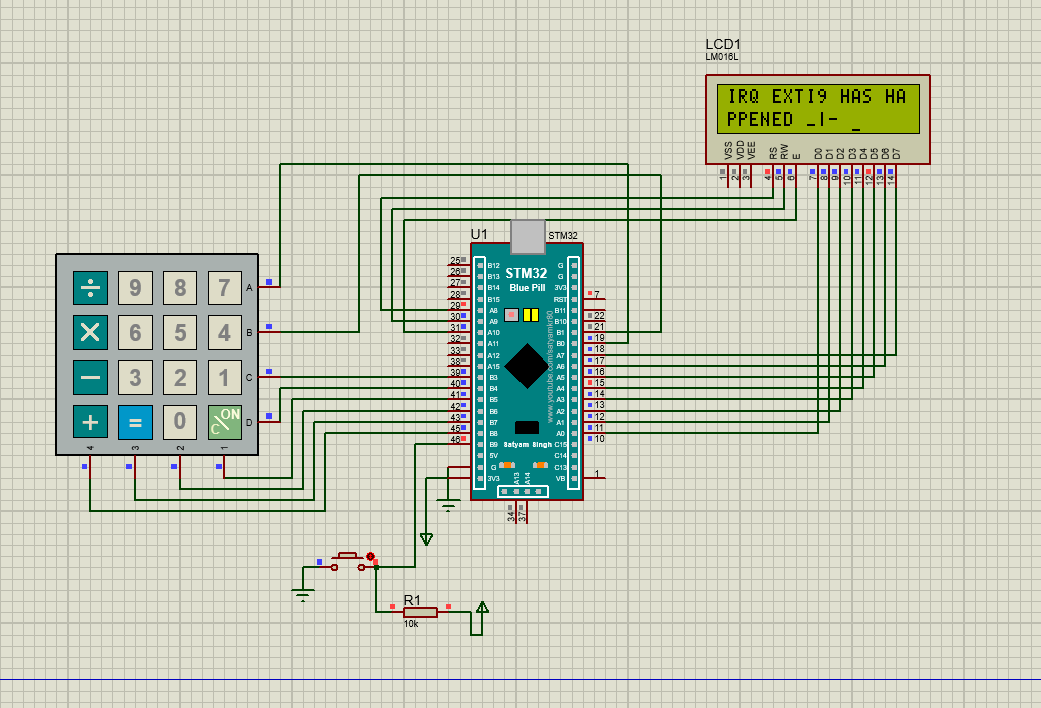 LCD1
LM016L
IRQ EXTI9 HAS HA
PPENED _|- _
VSS VDD VEE RS RW E D0 D1 D2 D3 D4 D5 D6 D7
1 2 3 4 5 6 7 8 9 10 11 12 13 14
U1
STM32
STM32
Blue Pill
25 B12 G
26 B13 G
27 B14 3V3
28 B15 RST 7
29 A8 B11 22
30 A9 B10 21
31 A10 B1 19
32 A11 B0 18
33 A12 A7 17
38 A15 A6 16
39 B3 A5 15
40 B4 A4 14
41 B5 A3 13
42 B6 A2 12
43 B7 A1 11
45 B8 A0 10
46 B9 C15
5V C14
G C13
3V3 VB 1
www.youtube.com/satyamkr80
Satyam Singh
A13 A14
34 37
÷ 9 8 7 A
× 6 5 4 B
− 3 2 1 C
+ = 0 ON C D
4 3 2 1
R1
10k